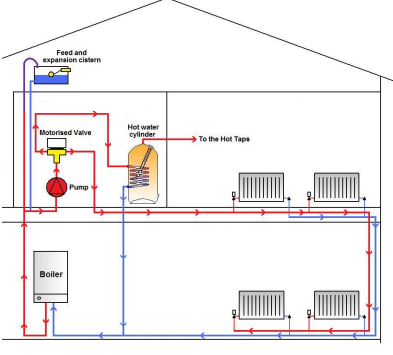 Feed and
expansion cistern
Motorised Valve
Hot water
cylinder
To the Hot Taps
Pump
Boiler